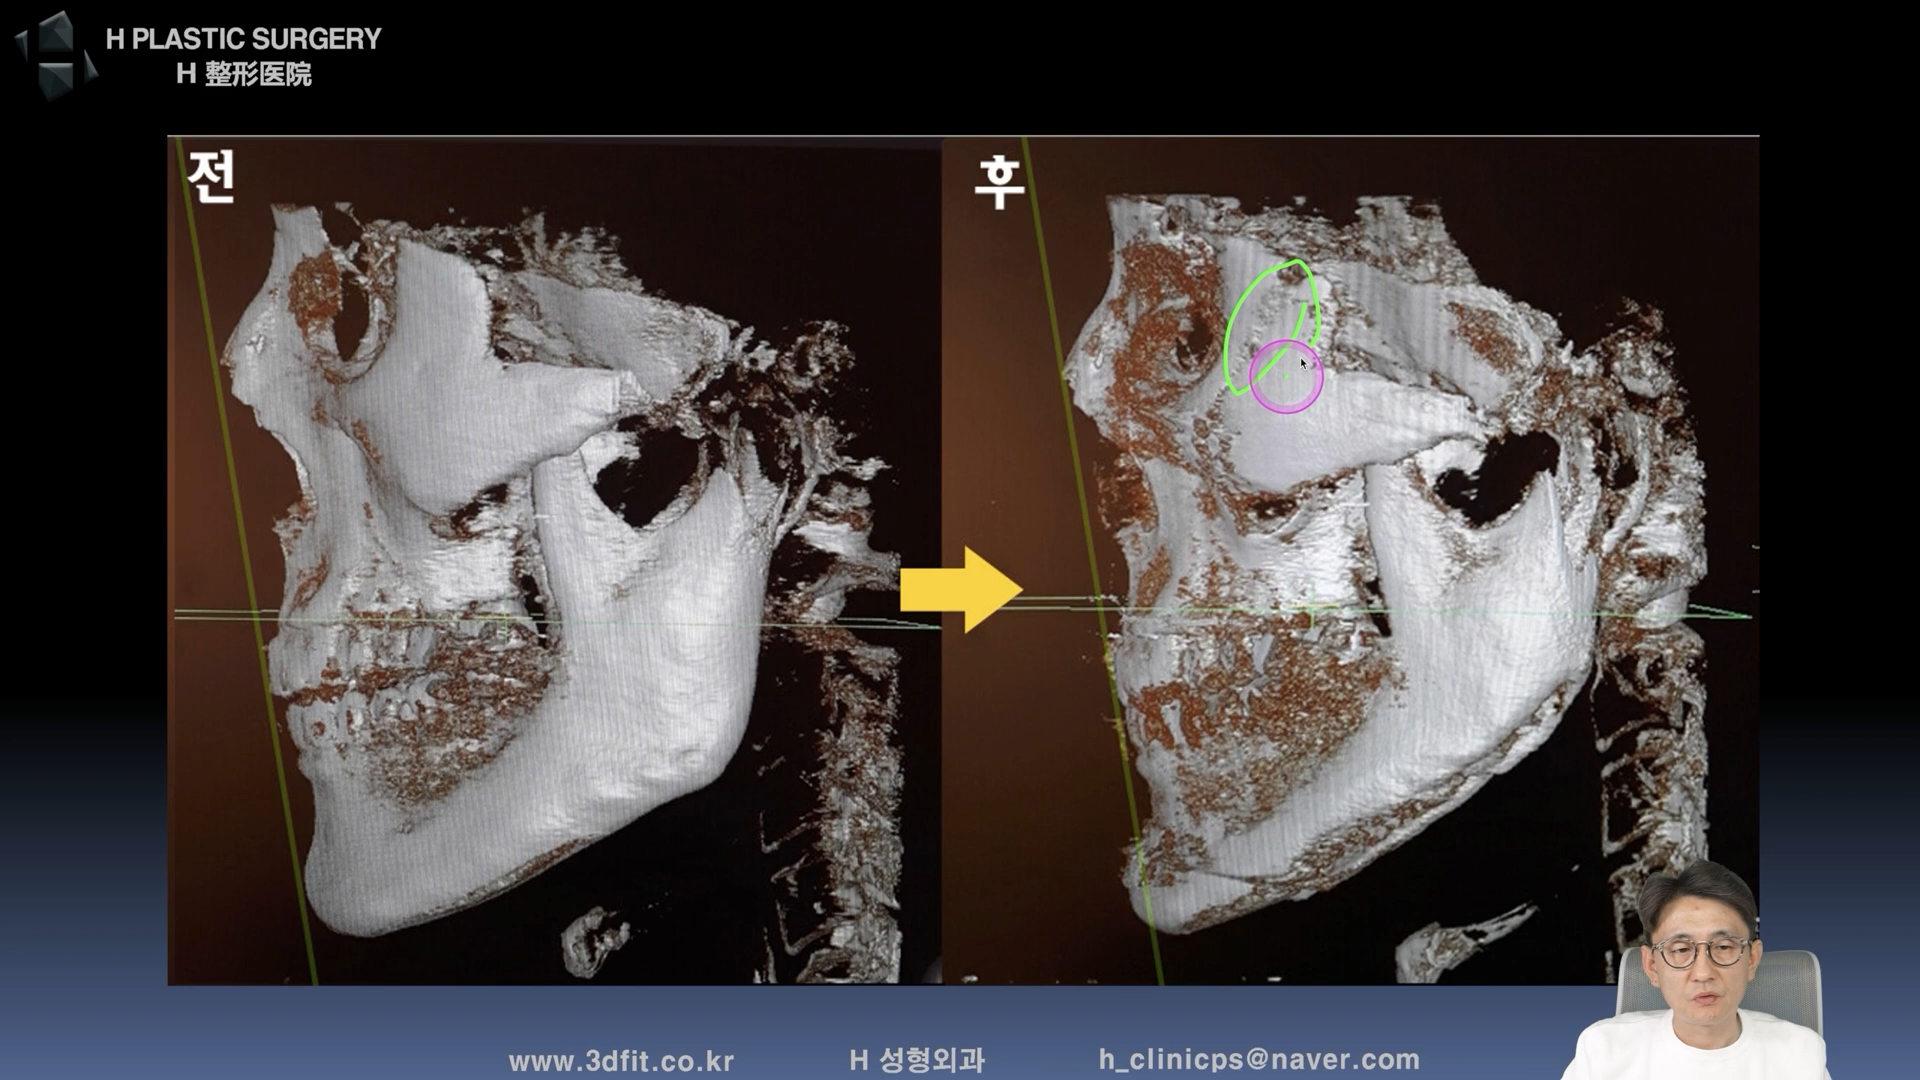 H PLASTIC SURGERY
H 整形医院
전
후
www.3dfit.co.kr
H 성형외과
h_clinicps@naver.com